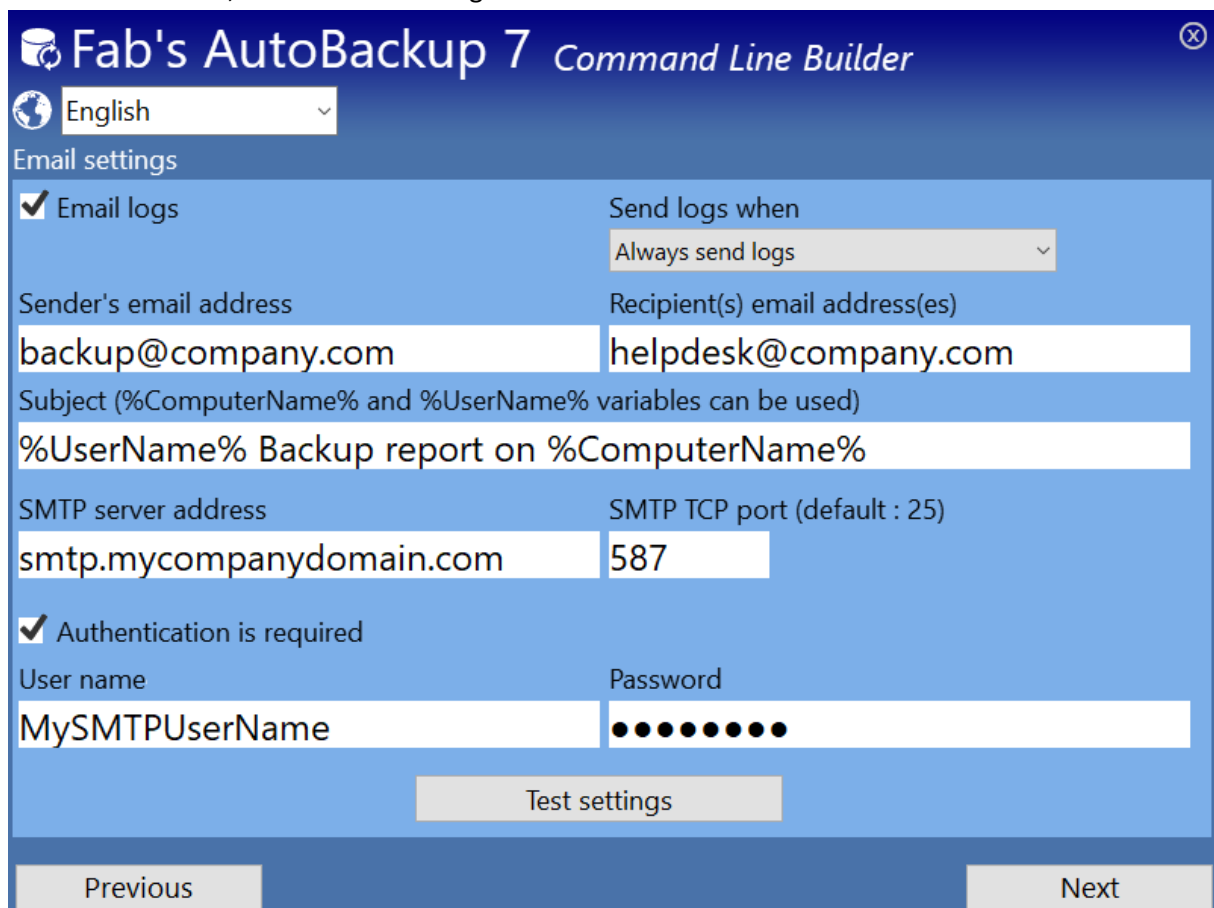 Fab's AutoBackup 7 Command Line Builder
English
Email settings
Email logs
Send logs when
Always send logs
Sender's email address
Recipient(s) email address(es)
backup@company.com
helpdesk@company.com
Subject (%ComputerName% and %UserName% variables can be used)
%UserName% Backup report on %ComputerName%
SMTP server address
SMTP TCP port (default : 25)
smtp.mycompanydomain.com
587
Authentication is required
User name
Password
MySMTPUserName
●●●●●●●●
Test settings
Previous
Next